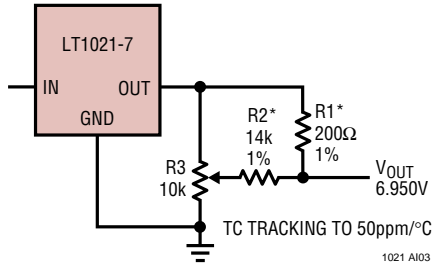 LT1021-7
IN
OUT
GND
R2*
14k
1%
R1*
200Ω
1%
R3
10k
VOUT
6.950V
TC TRACKING TO 50ppm/°C
1021 AI03